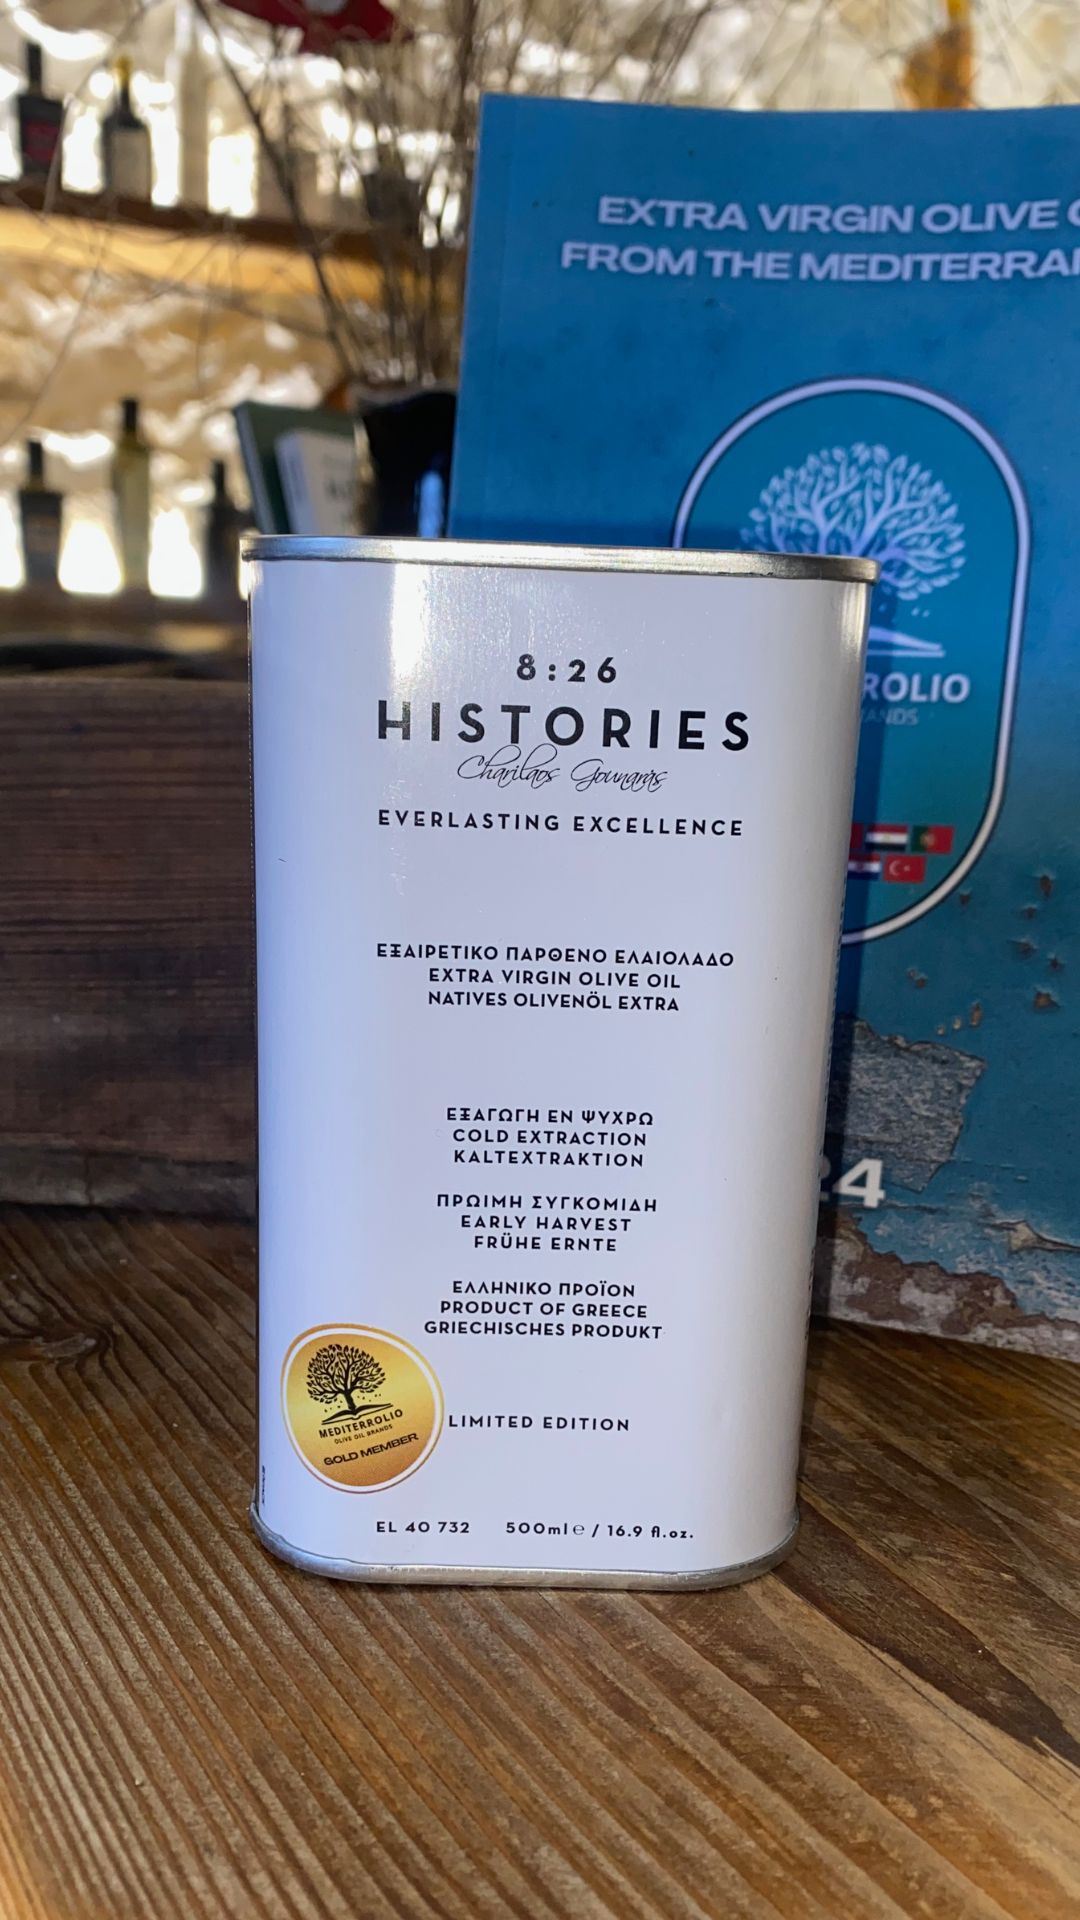 EXTRA VIRGIN OLIVE
FROM THE MEDITERRA
ROLIO
24
8:26
HISTORIES
Charilaos Gounaras
EVERLASTING EXCELLENCE
ΕΞΑΙΡΕΤΙΚΟ ΠΑΡΘΕΝΟ ΕΛΑΙΟΛΑΔΟ
EXTRA VIRGIN OLIVE OIL
NATIVES OLIVENÖL EXTRA
ΕΞΑΓΩΓΗ ΕΝ ΨΥΧΡΩ
COLD EXTRACTION
KALTEXTRAKTION
ΠΡΩΙΜΗ ΣΥΓΚΟΜΙΔΗ
EARLY HARVEST
FRÜHE ERNTE
ΕΛΛΗΝΙΚΟ ΠΡΟΪΟΝ
PRODUCT OF GREECE
GRIECHISCHES PRODUKT
MEDITERROLIO
OLIVE OIL BRANDS
GOLD MEMBER
LIMITED EDITION
EL 40 732 500ml ℮ / 16.9 fl.oz.